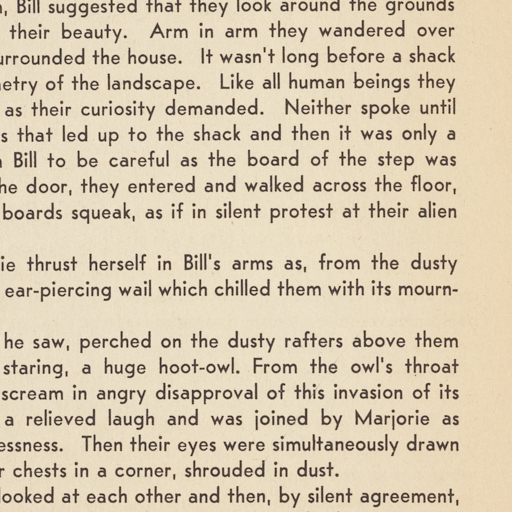 , Bill suggested that they look around the grounds
their beauty. Arm in arm they wandered over
urrounded the house. It wasn't long before a shack
etry of the landscape. Like all human beings they
as their curiosity demanded. Neither spoke until
s that led up to the shack and then it was only a
Bill to be careful as the board of the step was
he door, they entered and walked across the floor,
boards squeak, as if in silent protest at their alien
ie thrust herself in Bill's arms as, from the dusty
ear-piercing wail which chilled them with its mourn-
he saw, perched on the dusty rafters above them
staring, a huge hoot-owl. From the owl's throat
scream in angry disapproval of this invasion of its
a relieved laugh and was joined by Marjorie as
essness. Then their eyes were simultaneously drawn
r chests in a corner, shrouded in dust.
looked at each other and then, by silent agreement,